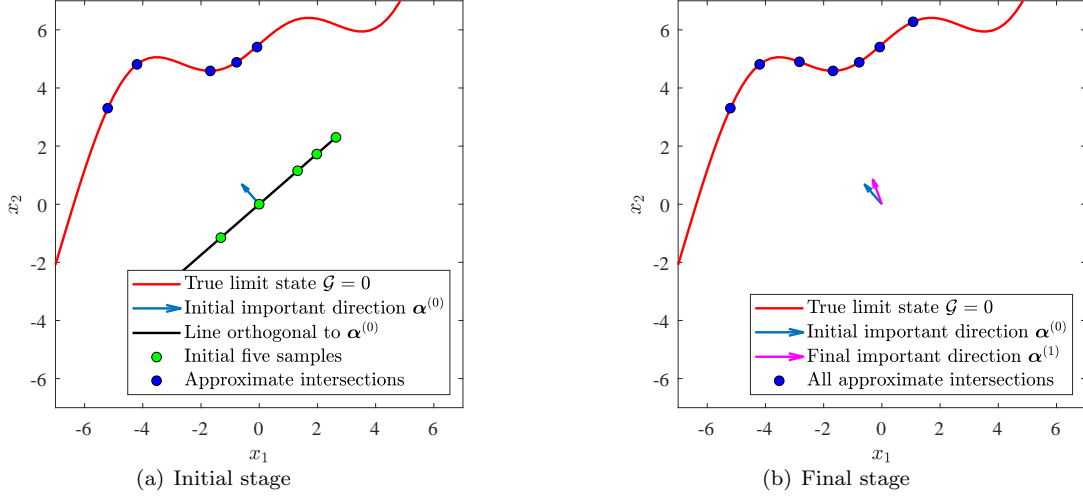 6
4
2
0
-2
-4
-6
x₂
True limit state 𝒢 = 0
Initial important direction α⁽⁰⁾
Line orthogonal to α⁽⁰⁾
Initial five samples
Approximate intersections
-6 -4 -2 0 2 4 6
x₁
(a) Initial stage
6
4
2
0
-2
-4
-6
x₂
True limit state 𝒢 = 0
Initial important direction α⁽⁰⁾
Final important direction α⁽¹⁾
All approximate intersections
-6 -4 -2 0 2 4 6
x₁
(b) Final stage